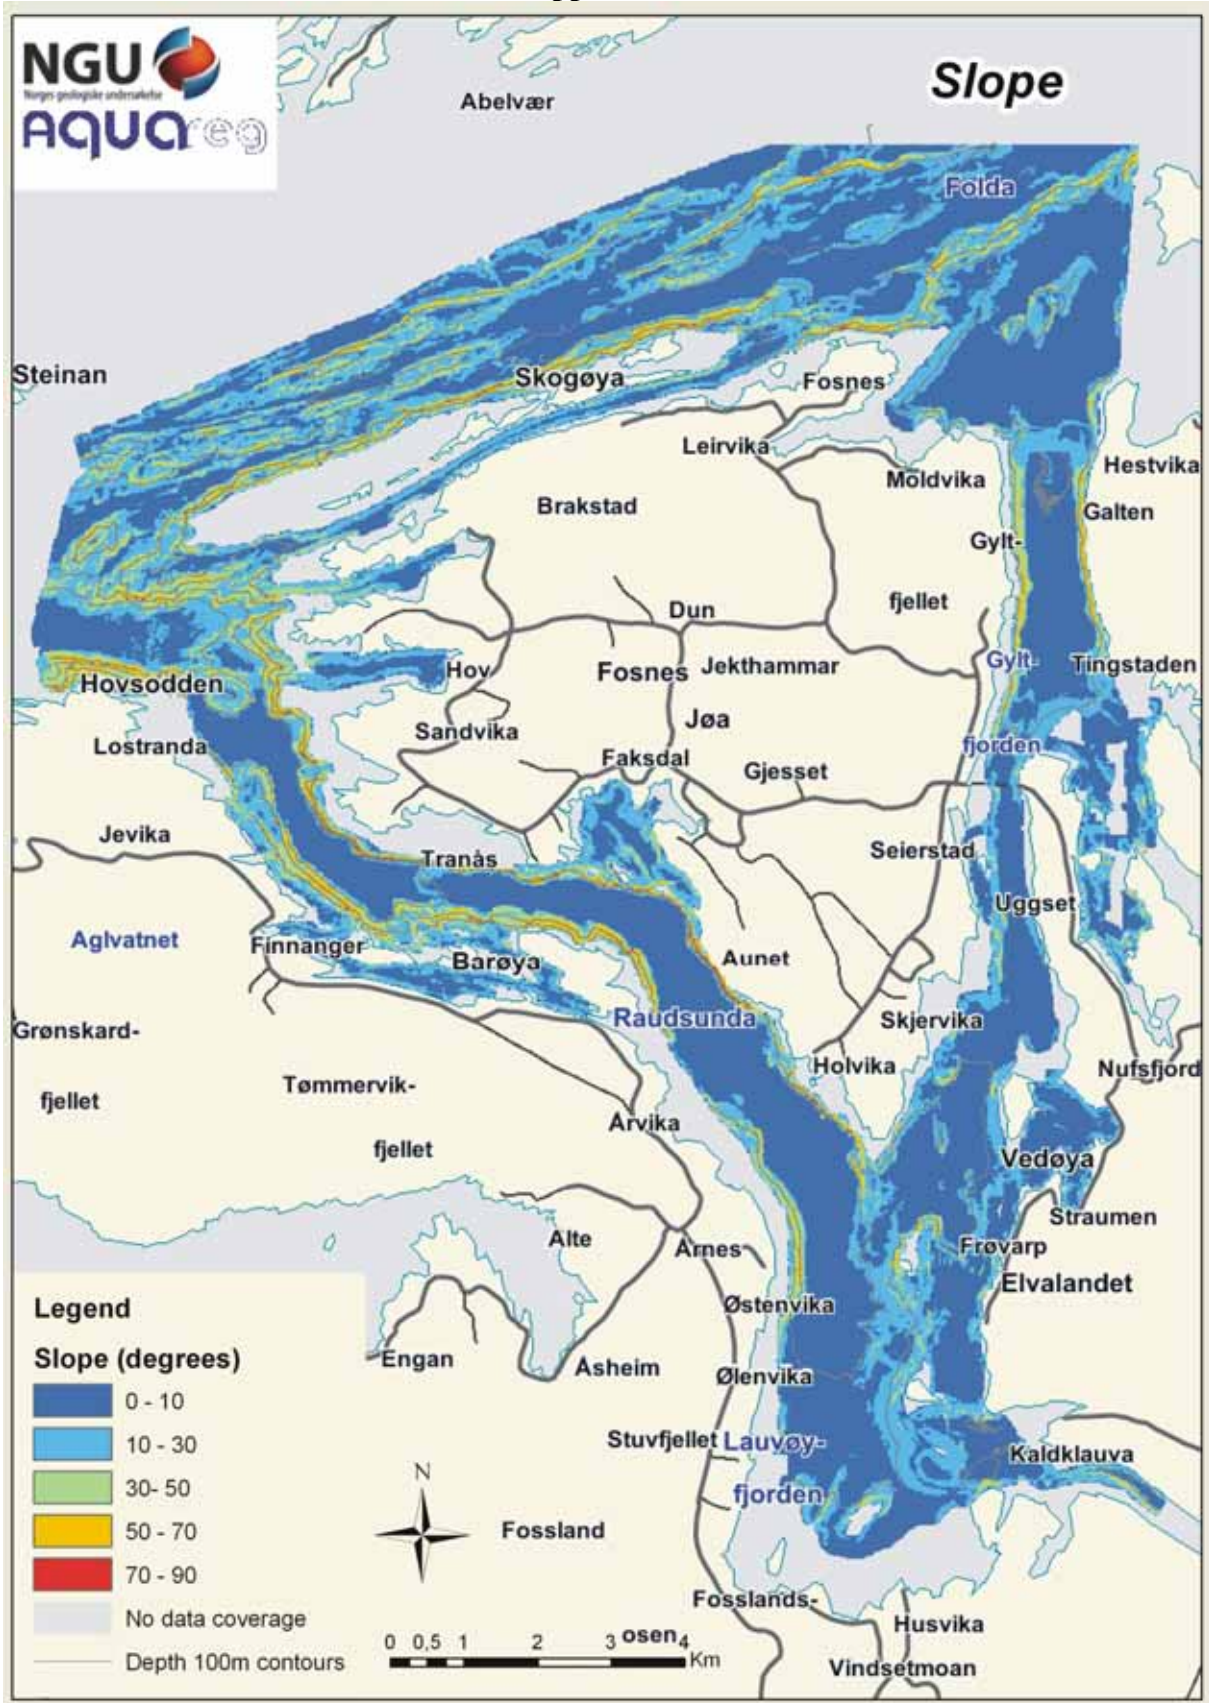 NGU
Norges geologiske undersøkelse
AQUAreg
Slope
Abelvær
Folda
Steinan
Skogøya
Fosnes
Leirvika
Moldvika
Hestvika
Brakstad
Galten
Gylt-
fjellet
Dun
Gylt-
Tingstaden
Hov
Fosnes
Jekthammar
Hovsodden
Jøa
Sandvika
Lostranda
fjorden
Faksdal
Gjesset
Jevika
Tranås
Seierstad
Uggset
Aglvatnet
Finnanger
Barøya
Aunet
Raudsunda
Skjervika
Grønskard-
Holvika
Nufsfjord
Tømmervik-
fjellet
Arvika
fjellet
Vedøya
Straumen
Alte
Arnes
Frøvarp
Elvalandet
Østenvika
Engan
Asheim
Ølenvika
Stuvfjellet
Lauvøy-
Kaldklauva
fjorden
Fossland
Fosslands-
osen
Husvika
Vindsetmoan
Legend
Slope (degrees)
0 - 10
10 - 30
30- 50
50 - 70
70 - 90
No data coverage
Depth 100m contours
N
0 0,5 1 2 3 4
Km